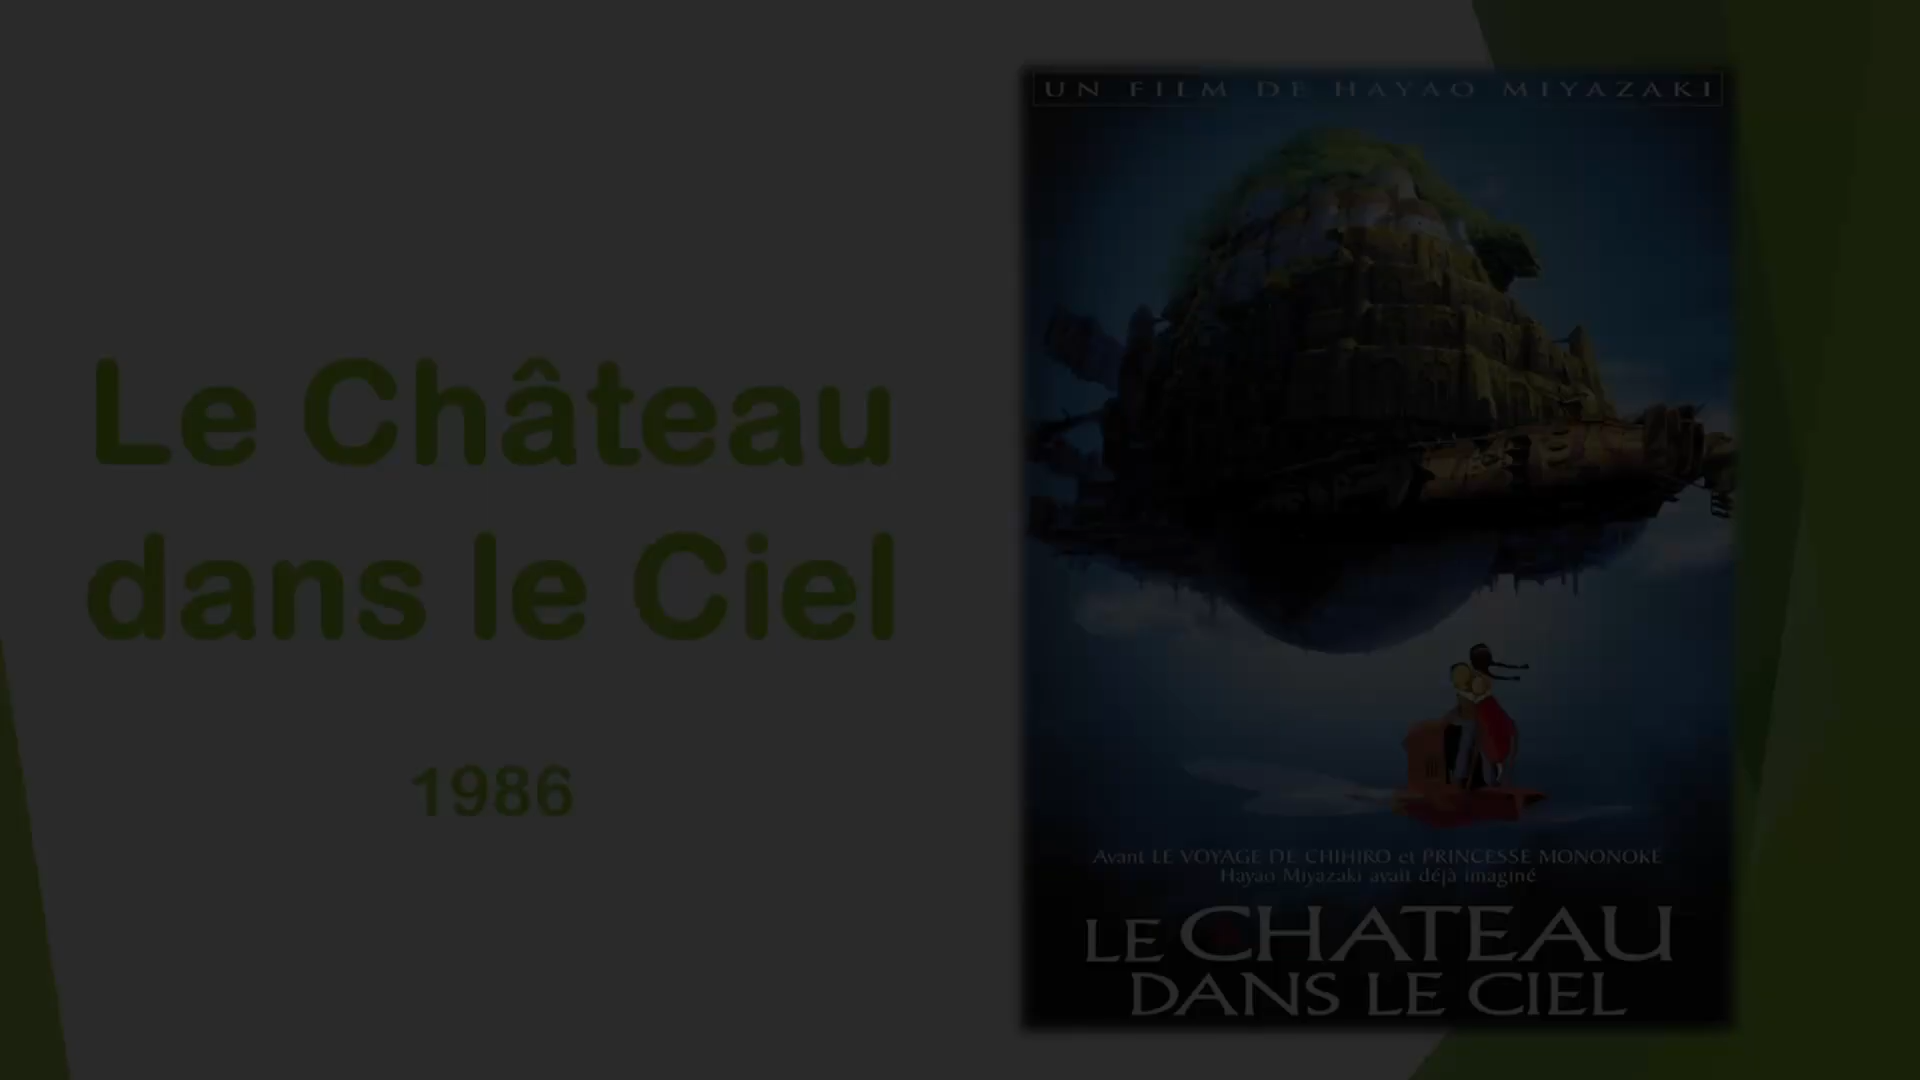 Le Château
dans le Ciel
1986
UN FILM DE HAYAO MIYAZAKI
Avant LE VOYAGE DE CHIHIRO et PRINCESSE MONONOKE
Hayao Miyazaki avait déjà imaginé
LE CHATEAU
DANS LE CIEL